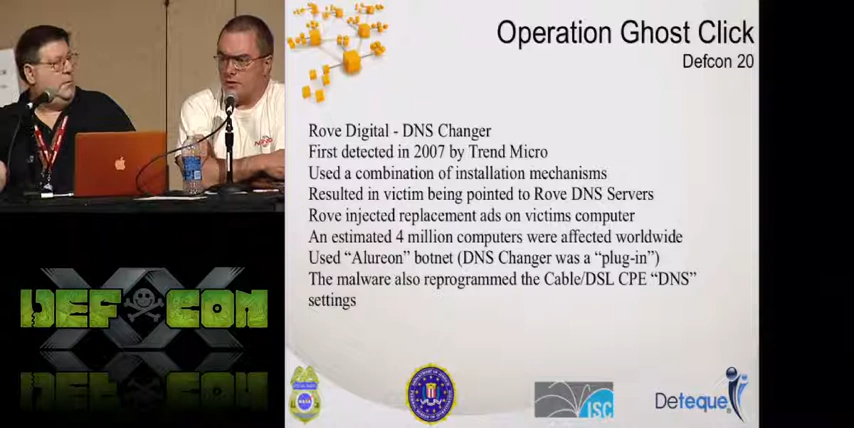 Operation Ghost Click
Defcon 20
Rove Digital - DNS Changer
First detected in 2007 by Trend Micro
Used a combination of installation mechanisms
Resulted in victim being pointed to Rove DNS Servers
Rove injected replacement ads on victims computer
An estimated 4 million computers were affected worldwide
Used “Alureon” botnet (DNS Changer was a “plug-in”)
The malware also reprogrammed the Cable/DSL CPE “DNS”
settings
DEFCON
XX
ISC
Deteque